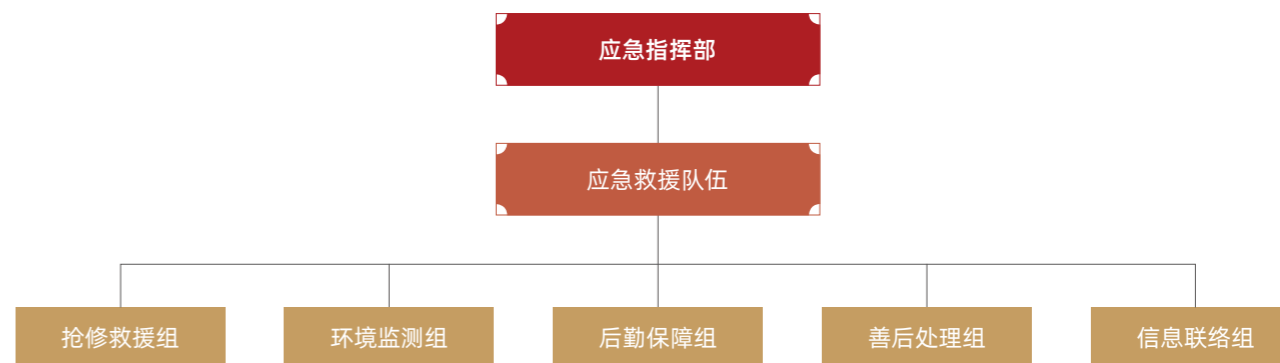 应急指挥部
应急救援队伍
抢修救援组
环境监测组
后勤保障组
善后处理组
信息联络组